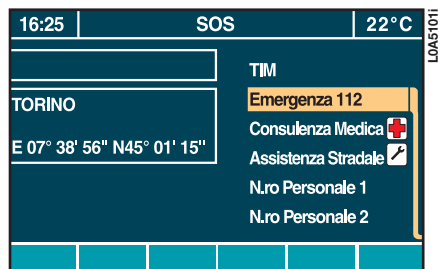 16:25 SOS 22°C
TIM
Emergenza 112
TORINO
Consulenza Medica
E 07° 38' 56" N45° 01' 15"
Assistenza Stradale
N.ro Personale 1
N.ro Personale 2
L0A5101i